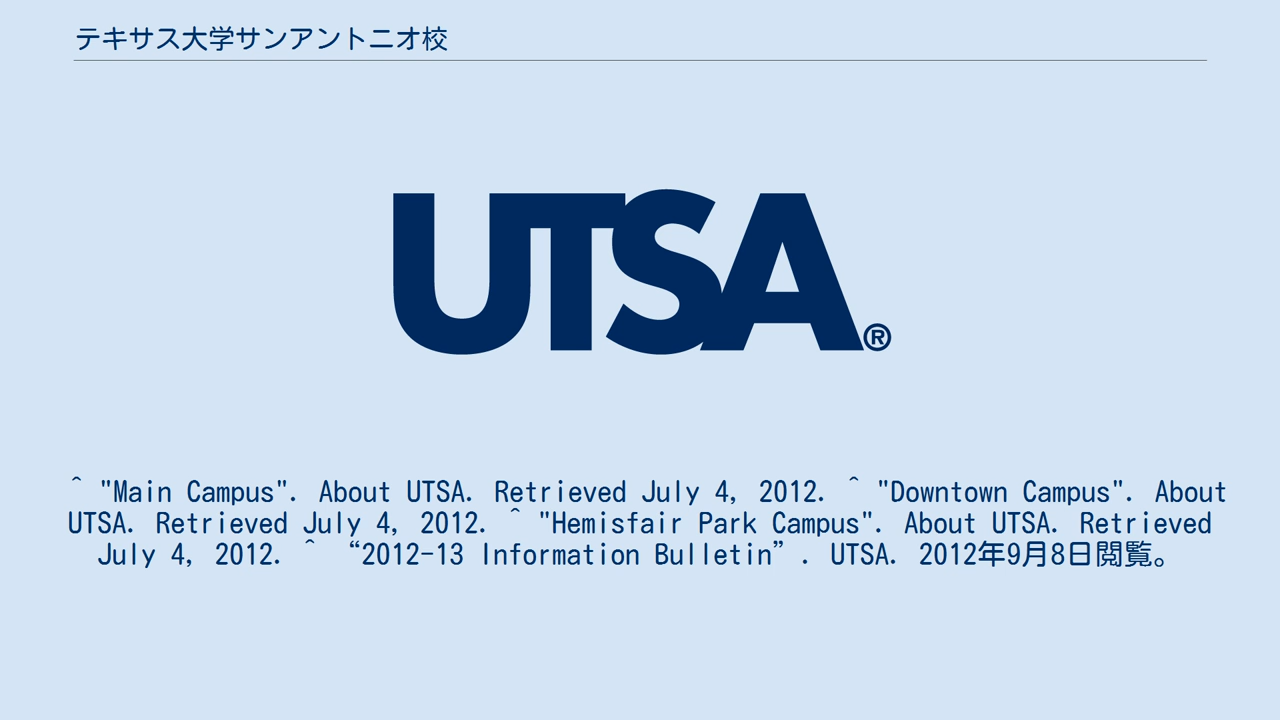 テキサス大学サンアントニオ校
UTSA®
^ "Main Campus". About UTSA. Retrieved July 4, 2012. ^ "Downtown Campus". About
UTSA. Retrieved July 4, 2012. ^ "Hemisfair Park Campus". About UTSA. Retrieved
July 4, 2012. ^ “2012-13 Information Bulletin”. UTSA. 2012年9月8日閲覧。